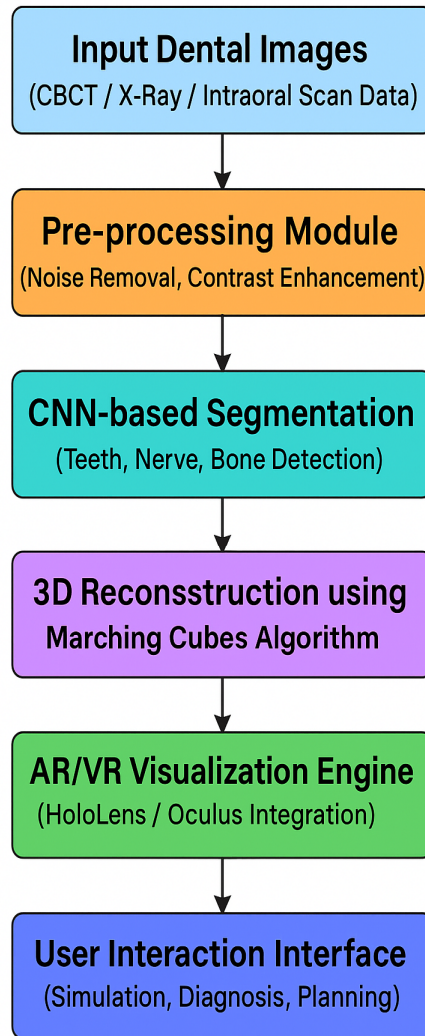 Input Dental Images
(CBCT / X-Ray / Intraoral Scan Data)
Pre-processing Module
(Noise Removal, Contrast Enhancement)
CNN-based Segmentation
(Teeth, Nerve, Bone Detection)
3D Reconsstruction using
Marching Cubes Algorithm
AR/VR Visualization Engine
(HoloLens / Oculus Integration)
User Interaction Interface
(Simulation, Diagnosis, Planning)